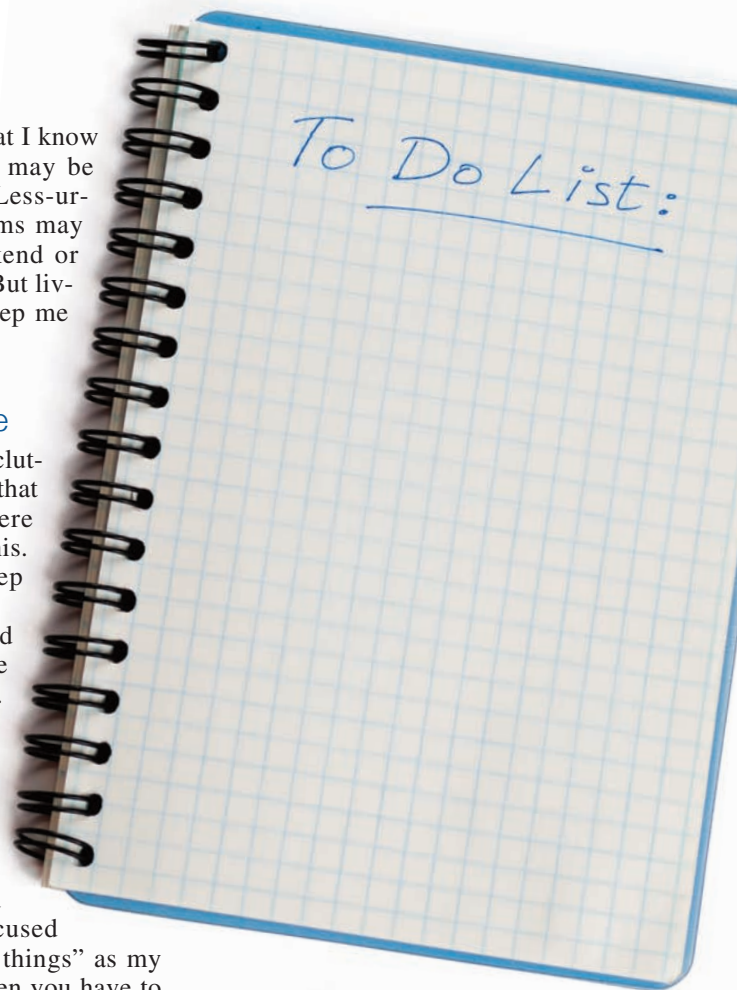 at I know
may be
Less-ur-
ms may
end or
But liv-
ep me
e
clut-
that
ere
is.
ep
d
e
cused
things” as my
en you have to
To Do List: